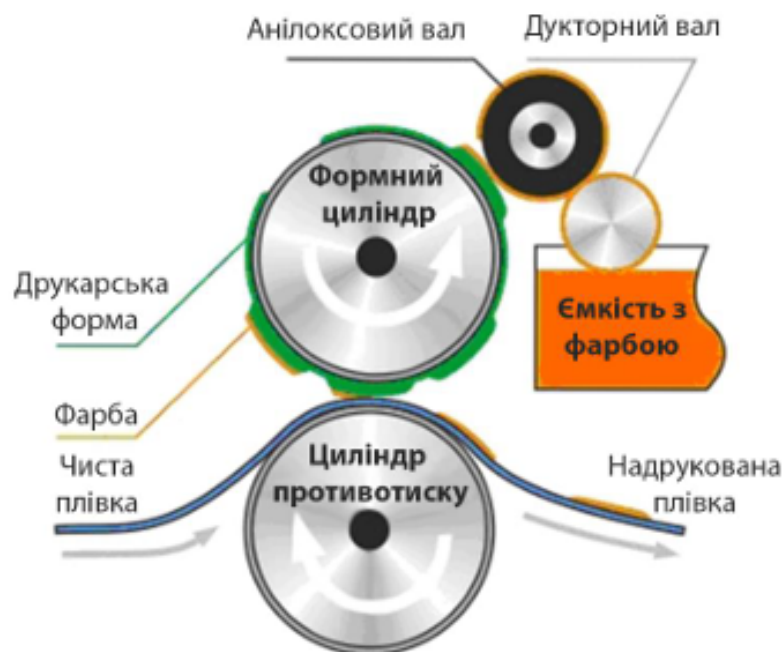 Анілоксовий вал
Дукторний вал
Формний
циліндр
Друкарська
форма
Ємкість з
фарбою
Фарба
Чиста
плівка
Циліндр
противотиску
Надрукована
плівка